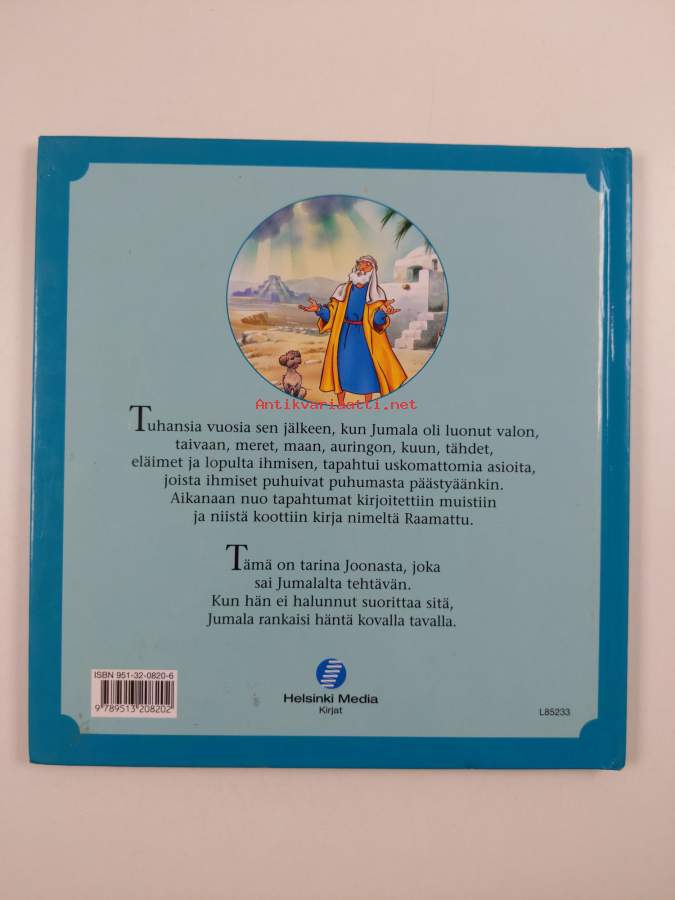 Antikvariaatti.net
Tuhansia vuosia sen jälkeen, kun Jumala oli luonut valon,
taivaan, meret, maan, auringon, kuun, tähdet,
eläimet ja lopulta ihmisen, tapahtui uskomattomia asioita,
joista ihmiset puhuivat puhumasta päästyäänkin.
Aikanaan nuo tapahtumat kirjoitettiin muistiin
ja niistä koottiin kirja nimeltä Raamattu.
Tämä on tarina Joonasta, joka
sai Jumalalta tehtävän.
Kun hän ei halunnut suorittaa sitä,
Jumala rankaisi häntä kovalla tavalla.
ISBN 951-32-0820-6
9 789513 208202
Helsinki Media
Kirjat
L85233